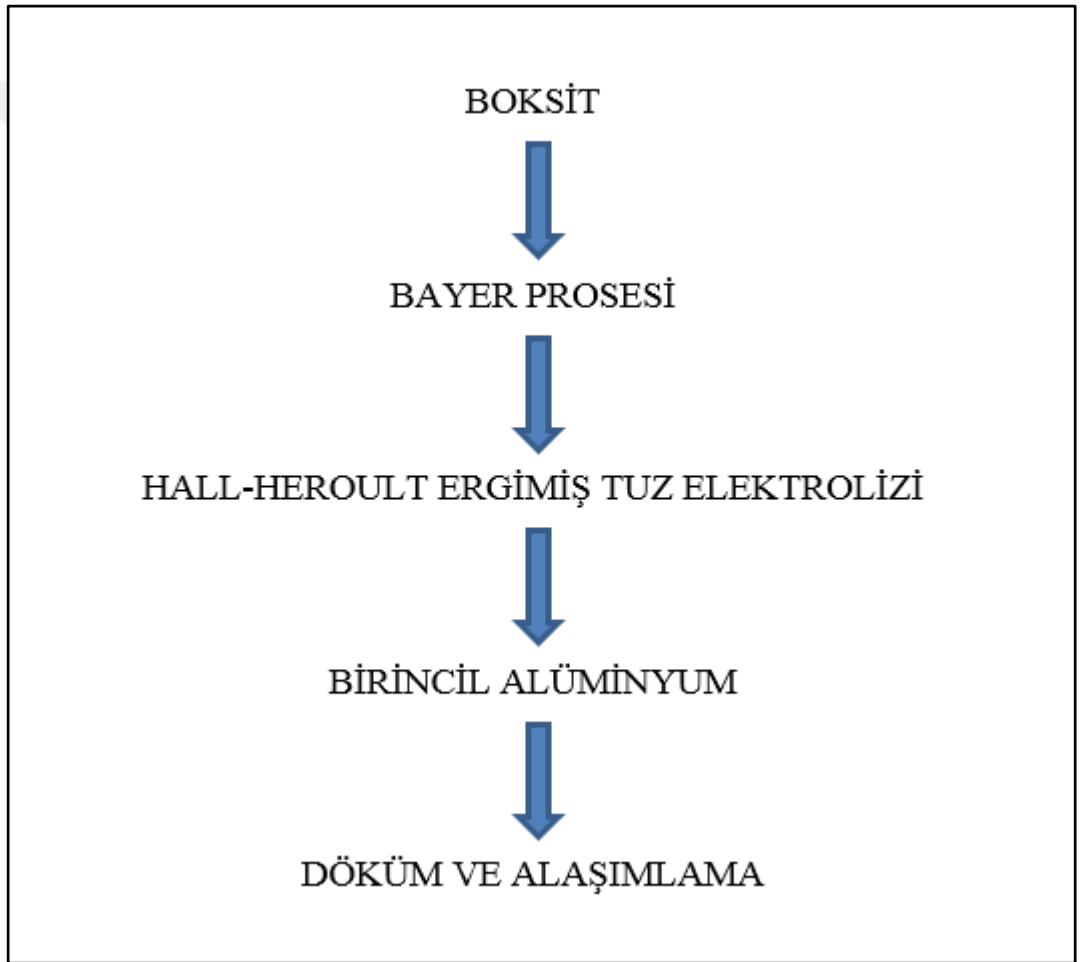 BOKSİT
BAYER PROSESİ
HALL-HEROULT ERGİMİŞ TUZ ELEKTROLİZİ
BİRİNCİL ALÜMİNYUM
DÖKÜM VE ALAŞIMLAMA